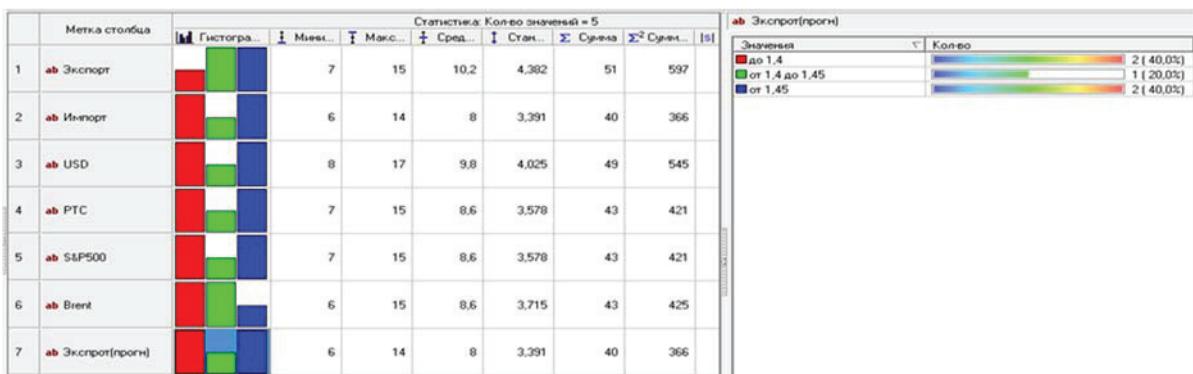 Метка столбца
Статистика: Кол-во значений = 5
Гистогра... Мини... Макс... Сред... Стан... Σ Сумма Σ² Сумм... |s|
1 ab Экспорт 7 15 10,2 4,382 51 597
2 ab Импорт 6 14 8 3,391 40 366
3 ab USD 8 17 9,8 4,025 49 545
4 ab РТС 7 15 8,6 3,578 43 421
5 ab S&P500 7 15 8,6 3,578 43 421
6 ab Brent 6 15 8,6 3,715 43 425
7 ab Экспрот(прогн) 6 14 8 3,391 40 366
ab Экспрот(прогн)
Значения Кол-во
до 1,4 2 ( 40,0%)
от 1,4 до 1,45 1 ( 20,0%)
от 1,45 2 ( 40,0%)